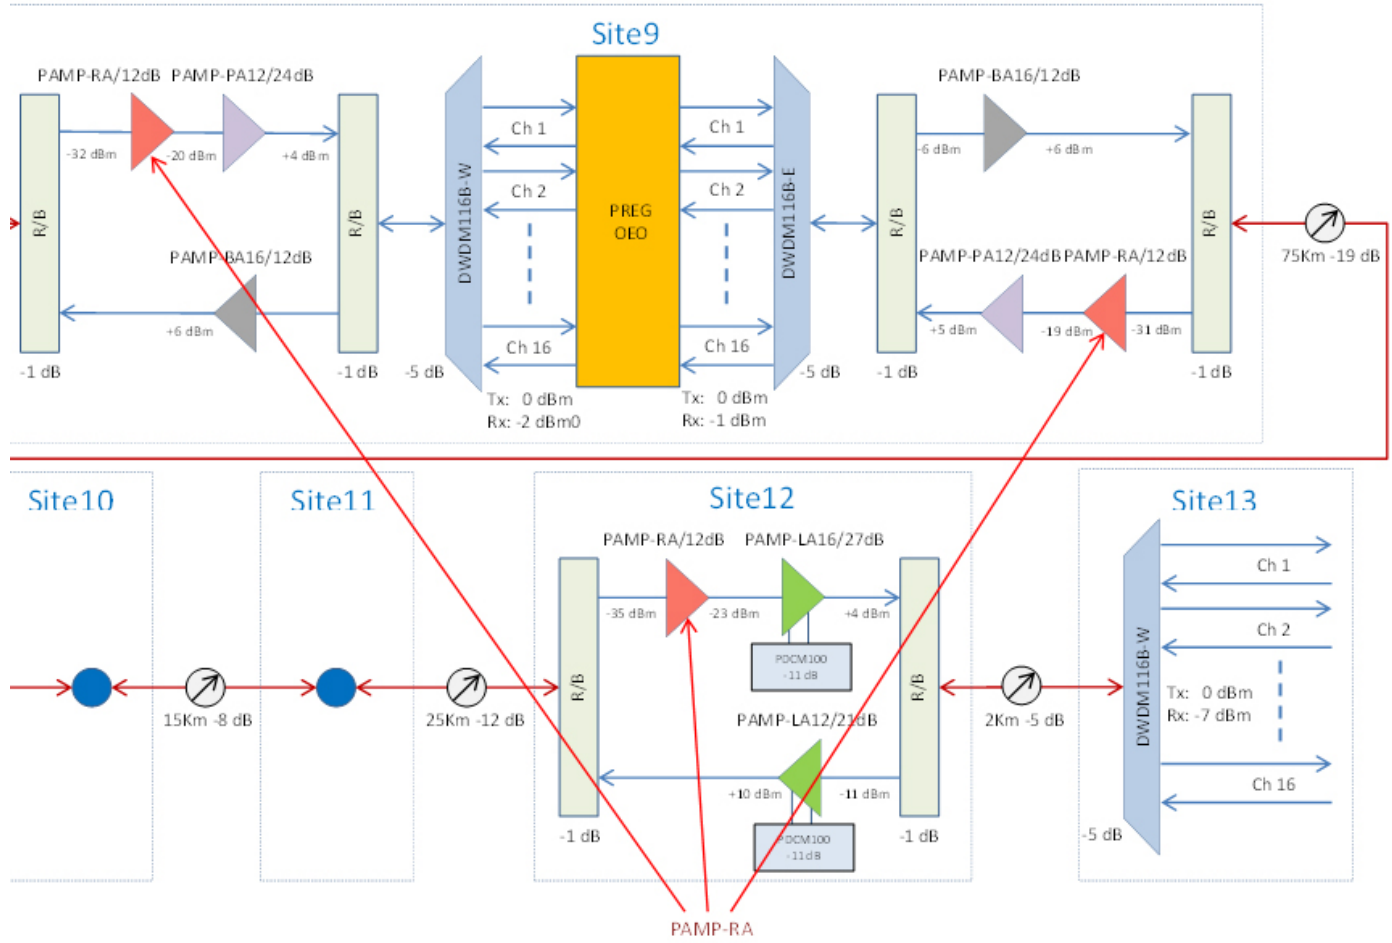 Site9
PAMP-RA/12dB PAMP-PA12/24dB
PAMP-BA16/12dB
-32 dBm -20 dBm +4 dBm
-6 dBm +6 dBm
Ch 1 Ch 1
Ch 2 Ch 2
R/B
R/B
DWDM116B-W
PREG
OEO
DWDM116B-E
R/B
R/B
PAMP-BA16/12dB
PAMP-PA12/24dB PAMP-RA/12dB
75Km -19 dB
+6 dBm
+5 dBm -19 dBm -31 dBm
Ch 16 Ch 16
-1 dB -1 dB -5 dB -5 dB -1 dB -1 dB
Tx: 0 dBm Tx: 0 dBm
Rx: -2 dBm0 Rx: -1 dBm
Site10 Site11 Site12 Site13
PAMP-RA/12dB PAMP-LA16/27dB
-35 dBm -23 dBm +4 dBm
Ch 1
Ch 2
PDCM100
-11 dB
R/B
R/B
DWDM116B-W
15Km -8 dB 25Km -12 dB 2Km -5 dB
PAMP-LA12/21dB
Tx: 0 dBm
Rx: -7 dBm
+10 dBm -11 dBm
Ch 16
PDCM100
-11dB
-1 dB -1 dB -5 dB
PAMP-RA